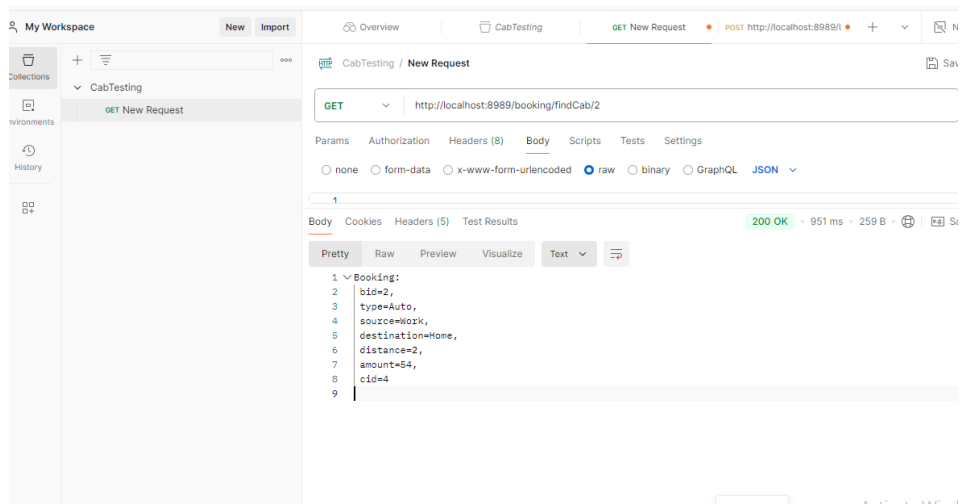 My Workspace New Import Overview CabTesting GET New Request POST http://localhost:8989/l
Collections
CabTesting
GET New Request
History
HTTP CabTesting / New Request
GET http://localhost:8989/booking/findCab/2
Params Authorization Headers (8) Body Scripts Tests Settings
none form-data x-www-form-urlencoded raw binary GraphQL JSON
1
Body Cookies Headers (5) Test Results 200 OK 951 ms 259 B
Pretty Raw Preview Visualize Text
1 Booking:
2 bid=2,
3 type=Auto,
4 source=Work,
5 destination=Home,
6 distance=2,
7 amount=54,
8 cid=4
9